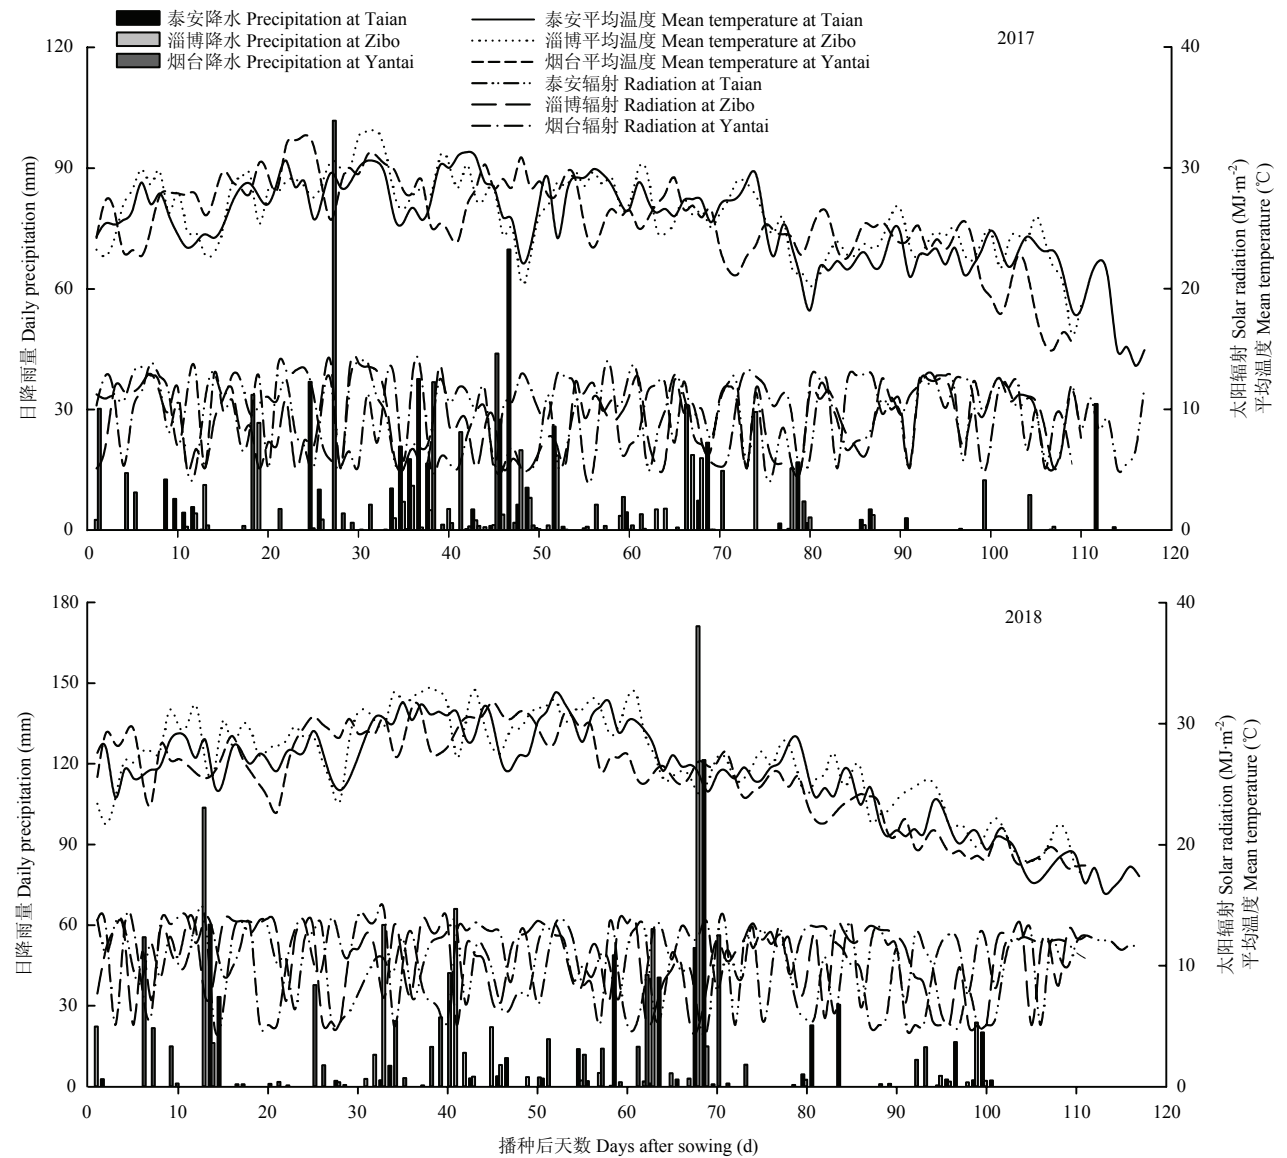 泰安降水 Precipitation at Taian
淄博降水 Precipitation at Zibo
烟台降水 Precipitation at Yantai
泰安平均温度 Mean temperature at Taian
淄博平均温度 Mean temperature at Zibo
烟台平均温度 Mean temperature at Yantai
泰安辐射 Radiation at Taian
淄博辐射 Radiation at Zibo
烟台辐射 Radiation at Yantai
2017
日降雨量 Daily precipitation (mm)
120
90
60
30
0
40
30
20
10
0
太阳辐射 Solar radiation (MJ·m⁻²)
平均温度 Mean temperature (℃)
0 10 20 30 40 50 60 70 80 90 100 110 120
2018
日降雨量 Daily precipitation (mm)
180
150
120
90
60
30
0
40
30
20
10
0
太阳辐射 Solar radiation (MJ·m⁻²)
平均温度 Mean temperature (℃)
0 10 20 30 40 50 60 70 80 90 100 110 120
播种后天数 Days after sowing (d)